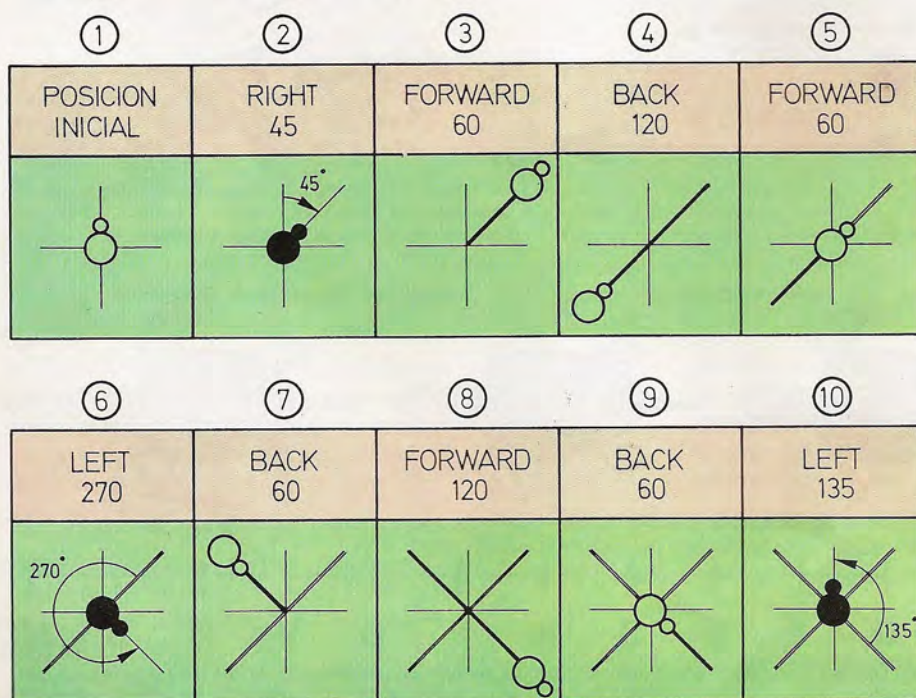 1 2 3 4 5
POSICION RIGHT FORWARD BACK FORWARD
INICIAL 45 60 120 60
45°
6 7 8 9 10
LEFT BACK FORWARD BACK LEFT
270 60 120 60 135
270°
135°